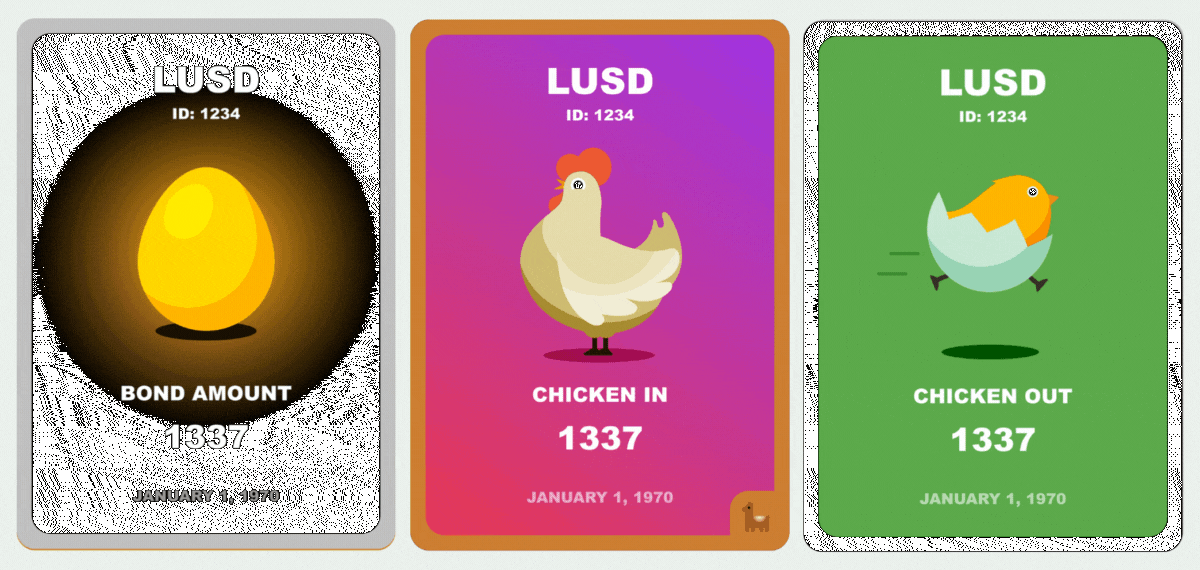 LUSD
ID: 1234
BOND AMOUNT
1337
JANUARY 1, 1970
LUSD
ID: 1234
CHICKEN IN
1337
JANUARY 1, 1970
LUSD
ID: 1234
CHICKEN OUT
1337
JANUARY 1, 1970